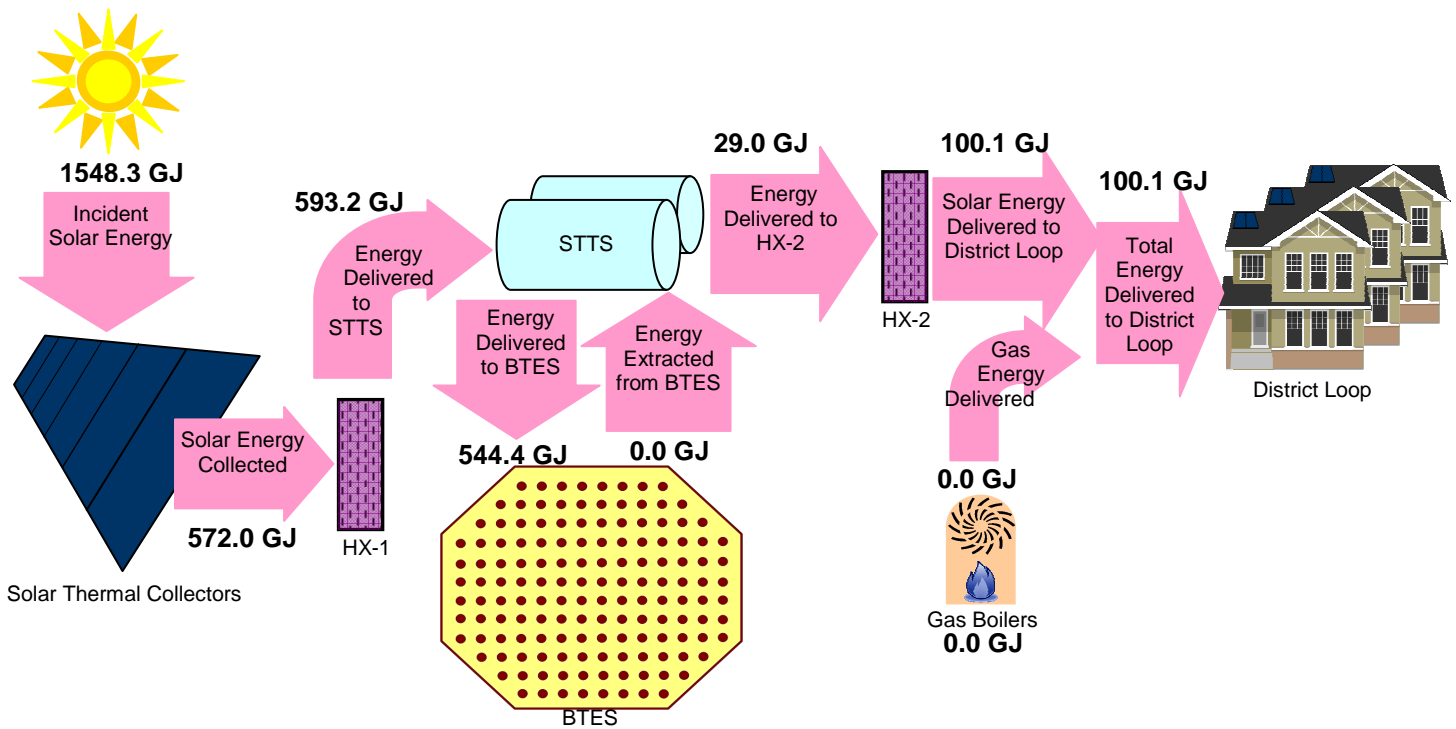 1548.3 GJ
Incident
Solar Energy
Solar Thermal Collectors
Solar Energy
Collected
572.0 GJ
HX-1
593.2 GJ
Energy
Delivered
to
STTS
STTS
Energy
Delivered
to BTES
544.4 GJ
Energy
Extracted
from BTES
0.0 GJ
BTES
29.0 GJ
Energy
Delivered to
HX-2
HX-2
100.1 GJ
Solar Energy
Delivered to
District Loop
Gas
Energy
Delivered
0.0 GJ
Gas Boilers
0.0 GJ
100.1 GJ
Total
Energy
Delivered
to District
Loop
District Loop